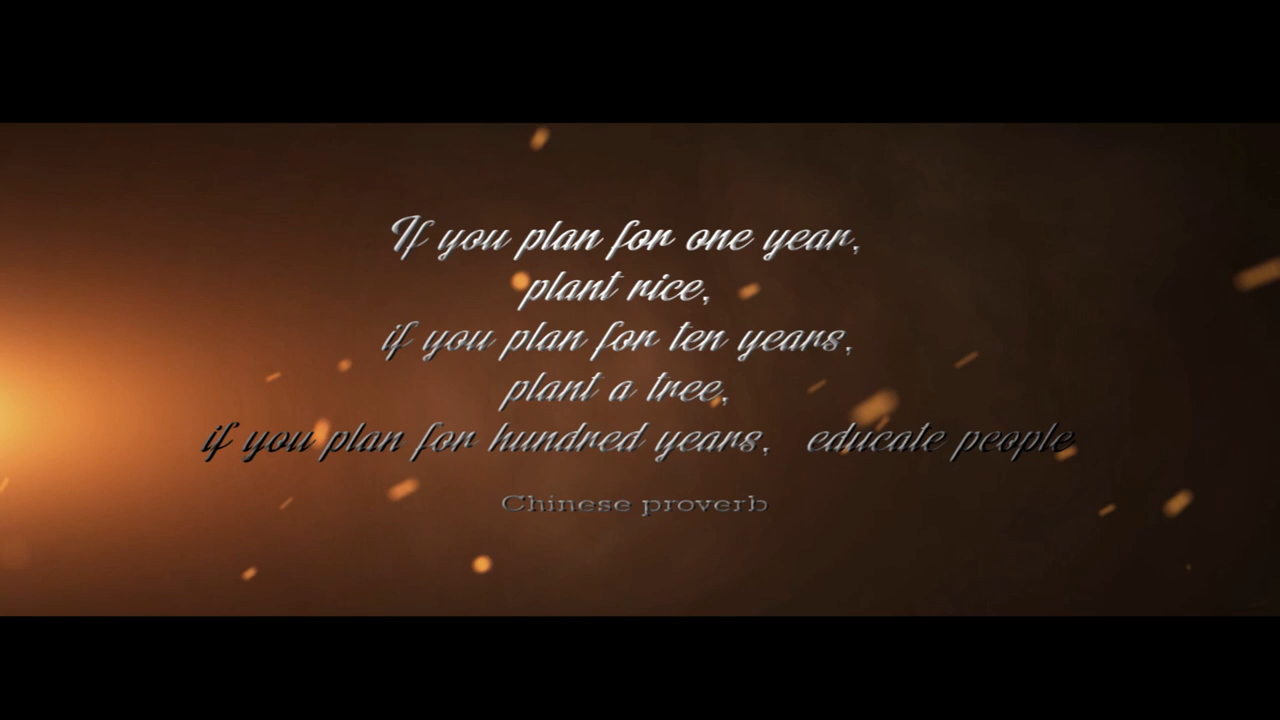 If you plan for one year,
plant rice,
if you plan for ten years,
plant a tree,
if you plan for hundred years, educate people
Chinese proverb